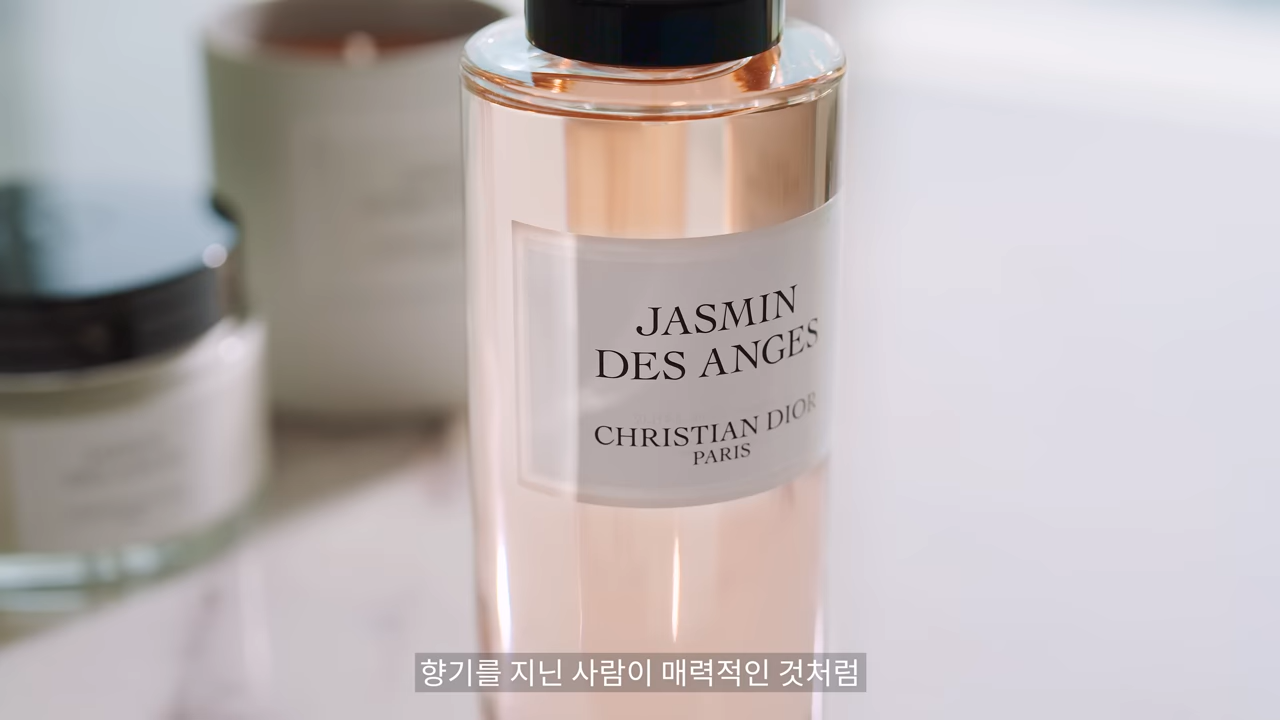 JASMIN
DES ANGES
CHRISTIAN DIOR
PARIS
향기를 지닌 사람이 매력적인 것처럼